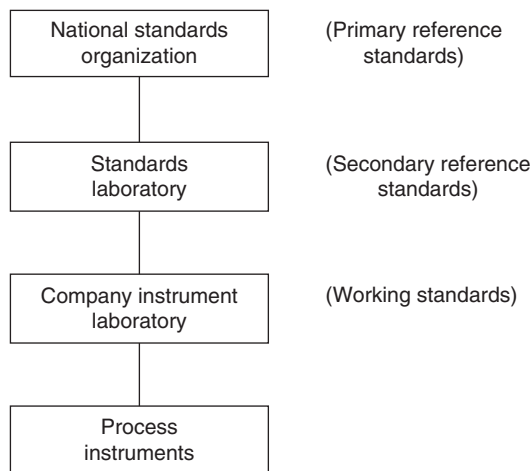 National standards
organization
(Primary reference
standards)
Standards
laboratory
(Secondary reference
standards)
Company instrument
laboratory
(Working standards)
Process
instruments